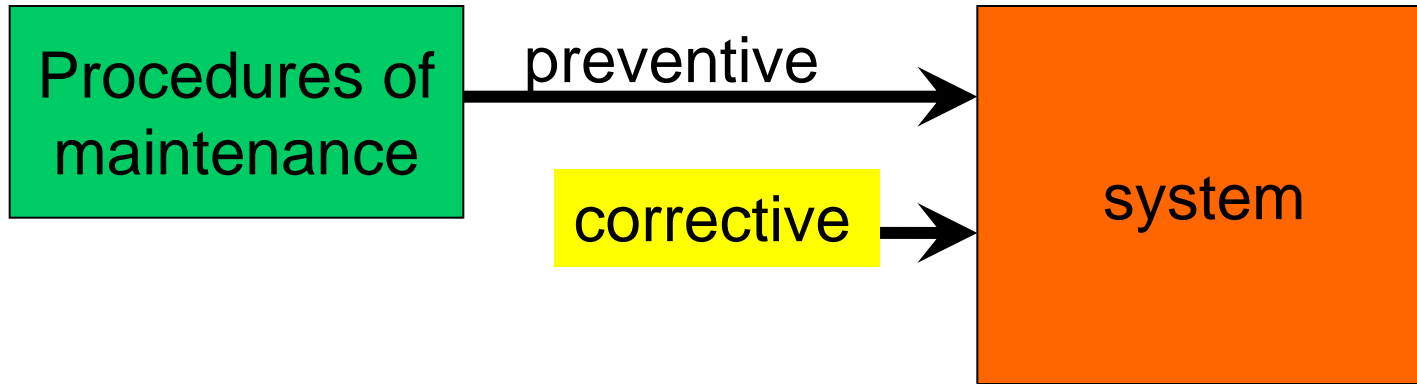 Procedures of
maintenance
preventive
corrective
system